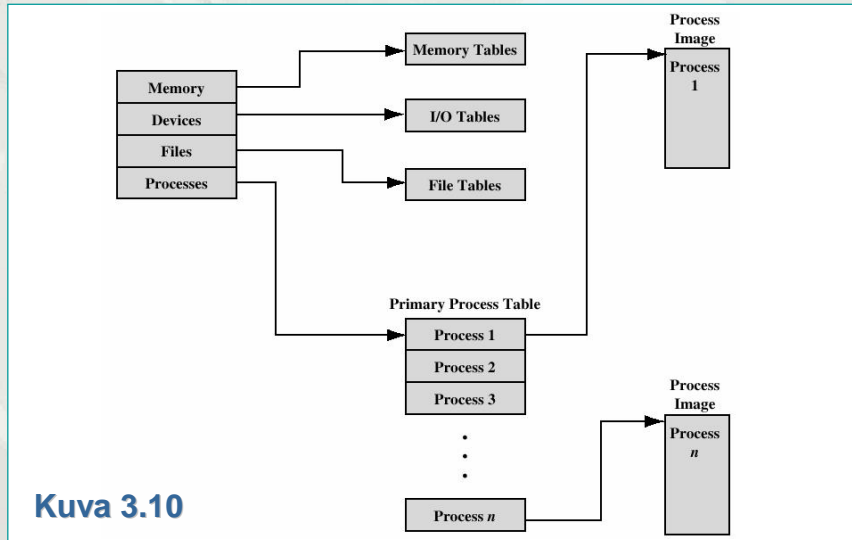 Memory
Devices
Files
Processes
Memory Tables
I/O Tables
File Tables
Primary Process Table
Process 1
Process 2
Process 3
Process n
Process
Image
Process
1
Process
Image
Process
n
Kuva 3.10